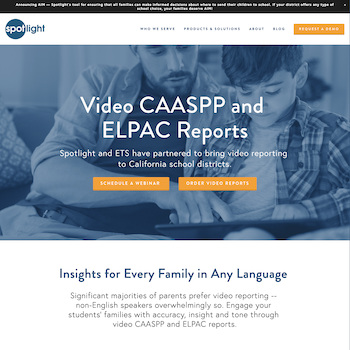 Announcing AIM — Spotlight's tool for ensuring that all families can make informed decisions about where to send their children to school. If your district offers any type of
school choice, your families deserve AIM!
spotlight
WHO WE SERVE
PRODUCTS & SOLUTIONS
ABOUT
BLOG
REQUEST A DEMO
Video CAASPP and
ELPAC Reports
Spotlight and ETS have partnered to bring video reporting
to California school districts.
SCHEDULE A WEBINAR
ORDER VIDEO REPORTS
Insights for Every Family in Any Language
Significant majorities of parents prefer video reporting --
non-English speakers overwhelmingly so. Engage your
students' families with accuracy, insight and tone through
video CAASPP and ELPAC reports.